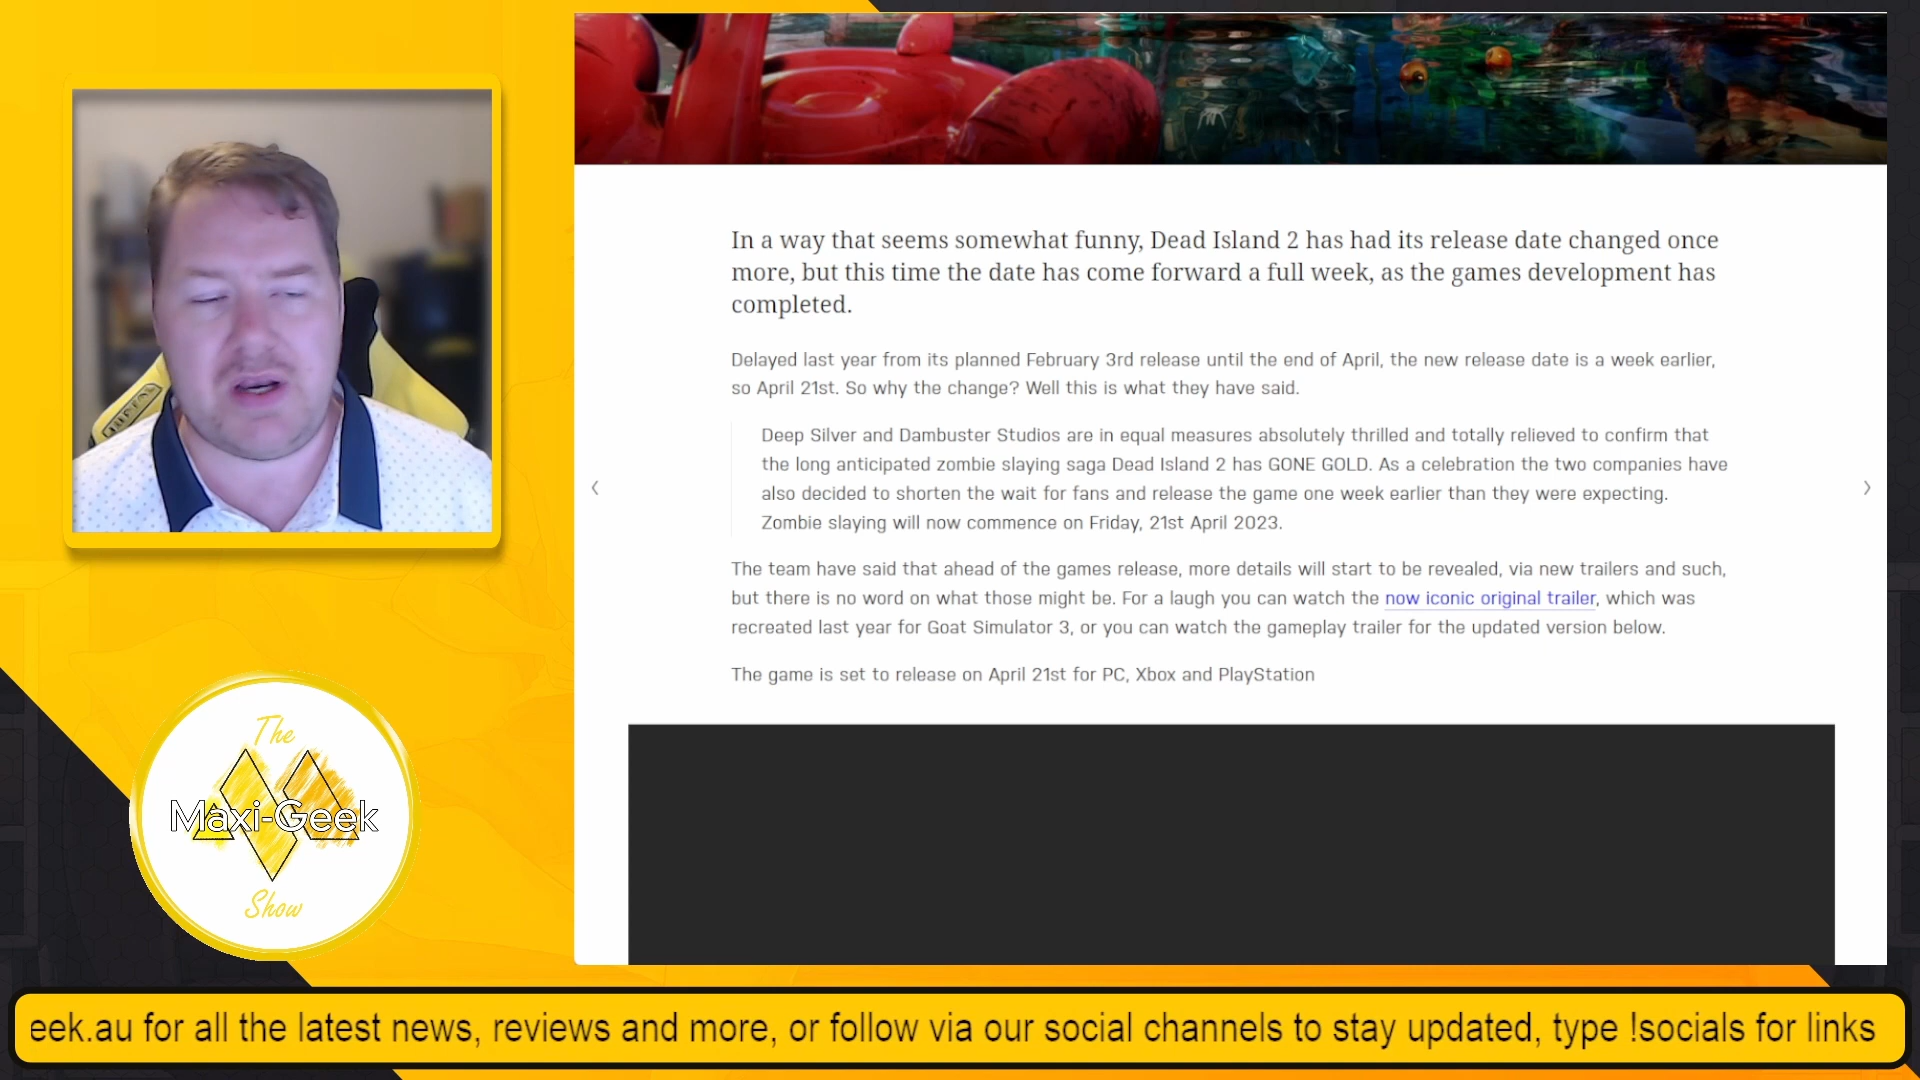 In a way that seems somewhat funny, Dead Island 2 has had its release date changed once
more, but this time the date has come forward a full week, as the games development has
completed.
Delayed last year from its planned February 3rd release until the end of April, the new release date is a week earlier,
so April 21st. So why the change? Well this is what they have said.
Deep Silver and Dambuster Studios are in equal measures absolutely thrilled and totally relieved to confirm that
the long anticipated zombie slaying saga Dead Island 2 has GONE GOLD. As a celebration the two companies have
also decided to shorten the wait for fans and release the game one week earlier than they were expecting.
Zombie slaying will now commence on Friday, 21st April 2023.
The team have said that ahead of the games release, more details will start to be revealed, via new trailers and such,
but there is no word on what those might be. For a laugh you can watch the now iconic original trailer, which was
recreated last year for Goat Simulator 3, or you can watch the gameplay trailer for the updated version below.
The game is set to release on April 21st for PC, Xbox and PlayStation
The
Maxi-Geek
Show
eek.au for all the latest news, reviews and more, or follow via our social channels to stay updated, type !socials for links